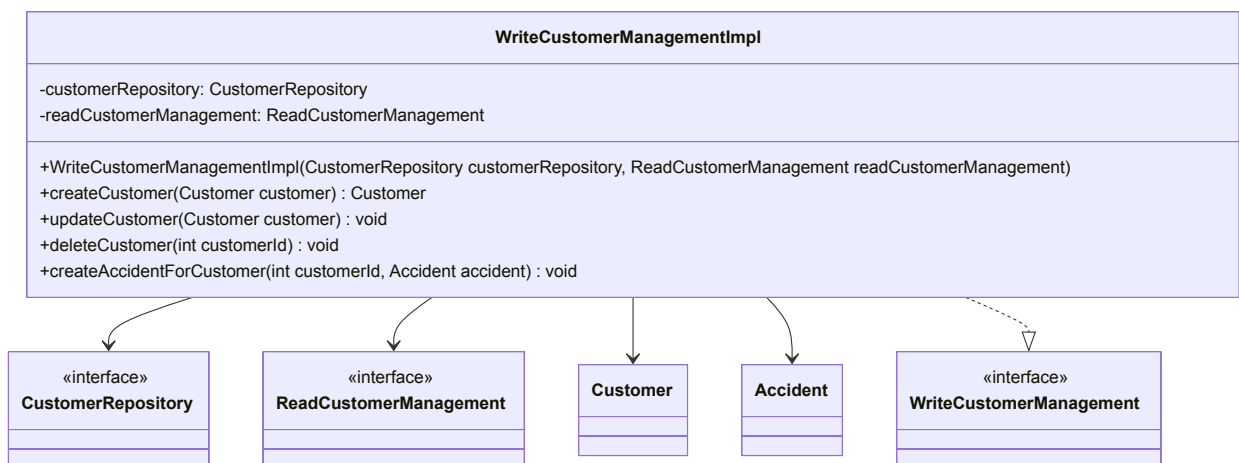 WriteCustomerManagementImpl
-customerRepository: CustomerRepository
-readCustomerManagement: ReadCustomerManagement
+WriteCustomerManagementImpl(CustomerRepository customerRepository, ReadCustomerManagement readCustomerManagement)
+createCustomer(Customer customer) : Customer
+updateCustomer(Customer customer) : void
+deleteCustomer(int customerId) : void
+createAccidentForCustomer(int customerId, Accident accident) : void
«interface»
CustomerRepository
«interface»
ReadCustomerManagement
Customer
Accident
«interface»
WriteCustomerManagement